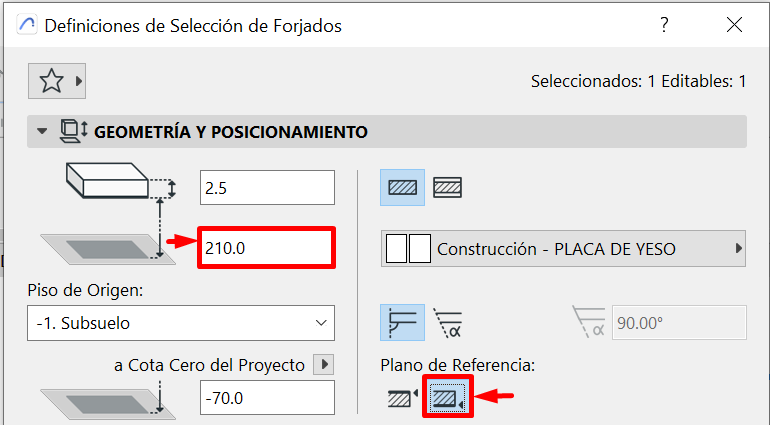 Definiciones de Selección de Forjados
?
Seleccionados: 1 Editables: 1
GEOMETRÍA Y POSICIONAMIENTO
2.5
210.0
Construcción - PLACA DE YESO
Piso de Origen:
-1. Subsuelo
α
α
90.00°
a Cota Cero del Proyecto
Plano de Referencia:
-70.0